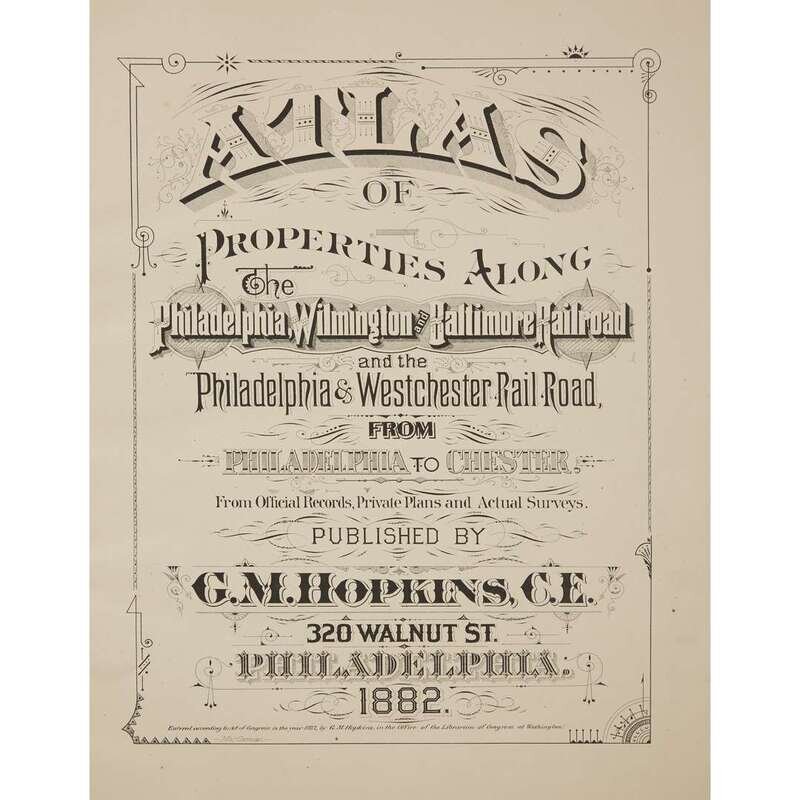 ATLAS
OF
PROPERTIES ALONG
The
Philadelphia, Wilmington and Baltimore Railroad
and the
Philadelphia & Westchester Rail Road,
FROM
PHILADELPHIA TO CHESTER.
From Official Records, Private Plans and Actual Surveys.
PUBLISHED BY
G. M. HOPKINS, C.E.
320 WALNUT ST.
PHILADELPHIA.
1882.
Entered according to Act of Congress in the year 1882, by G. M. Hopkins, in the Office of the Librarian of Congress at Washington.